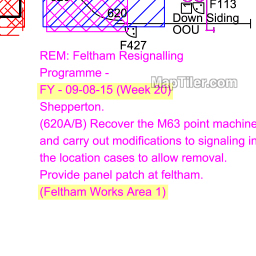 620
F113
Down Siding
OOU
F427
REM: Feltham Resignalling
Programme -
FY - 09-08-15 (Week 20)
MapTiler.com
Shepperton.
(620A/B) Recover the M63 point machine
and carry out modifications to signaling in
the location cases to allow removal.
Provide panel patch at feltham.
(Feltham Works Area 1)